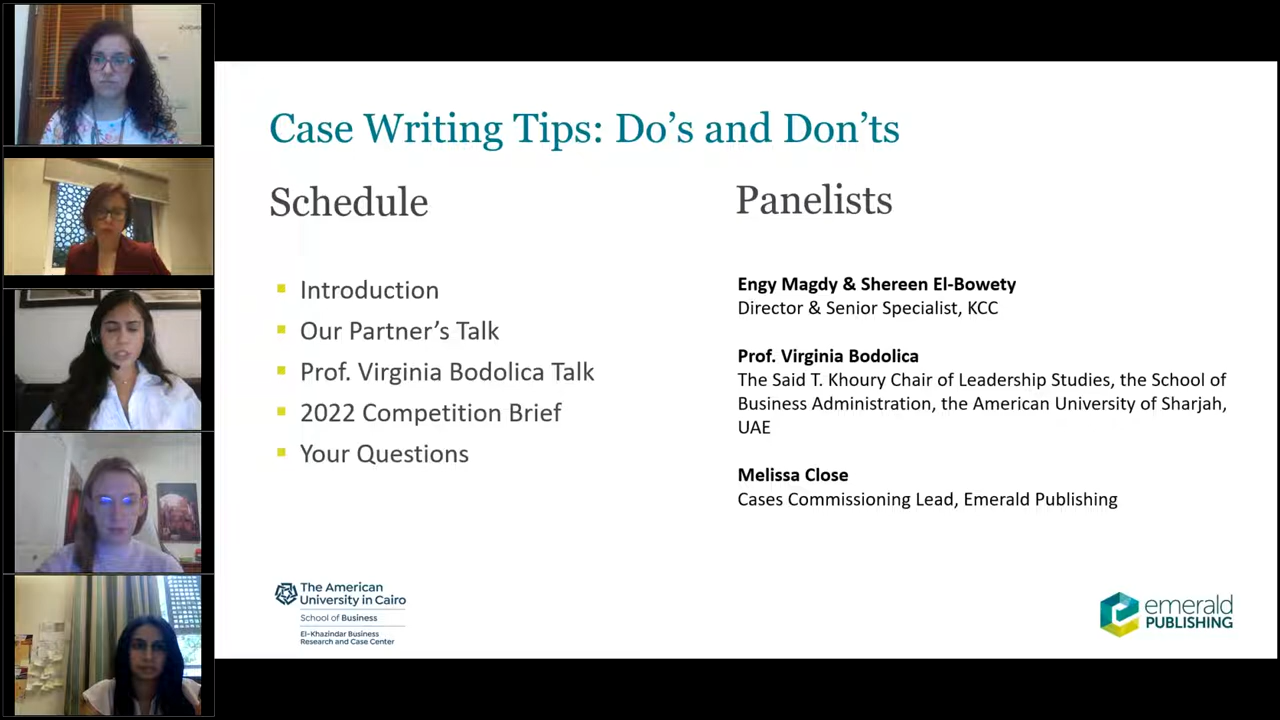 Case Writing Tips: Do's and Don'ts
Schedule
Introduction
Our Partner's Talk
Prof. Virginia Bodolica Talk
2022 Competition Brief
Your Questions
Panelists
Engy Magdy & Shereen El-Bowety
Director & Senior Specialist, KCC
Prof. Virginia Bodolica
The Said T. Khoury Chair of Leadership Studies, the School of
Business Administration, the American University of Sharjah,
UAE
Melissa Close
Cases Commissioning Lead, Emerald Publishing
The American
University in Cairo
School of Business
El-Khazindar Business
Research and Case Center
emerald
PUBLISHING